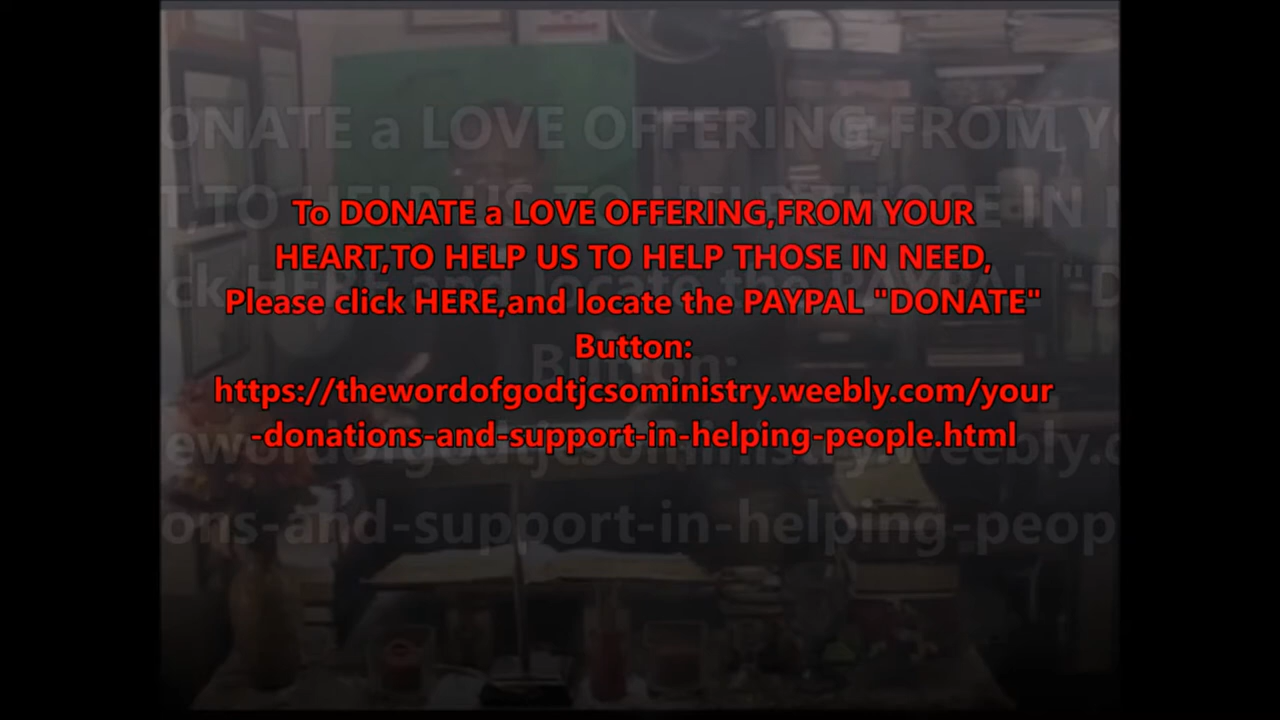 To DONATE a LOVE OFFERING,FROM YOUR
HEART,TO HELP US TO HELP THOSE IN NEED,
Please click HERE,and locate the PAYPAL "DONATE"
Button:
https://thewordofgodtjcsoministry.weebly.com/your
-donations-and-support-in-helping-people.html